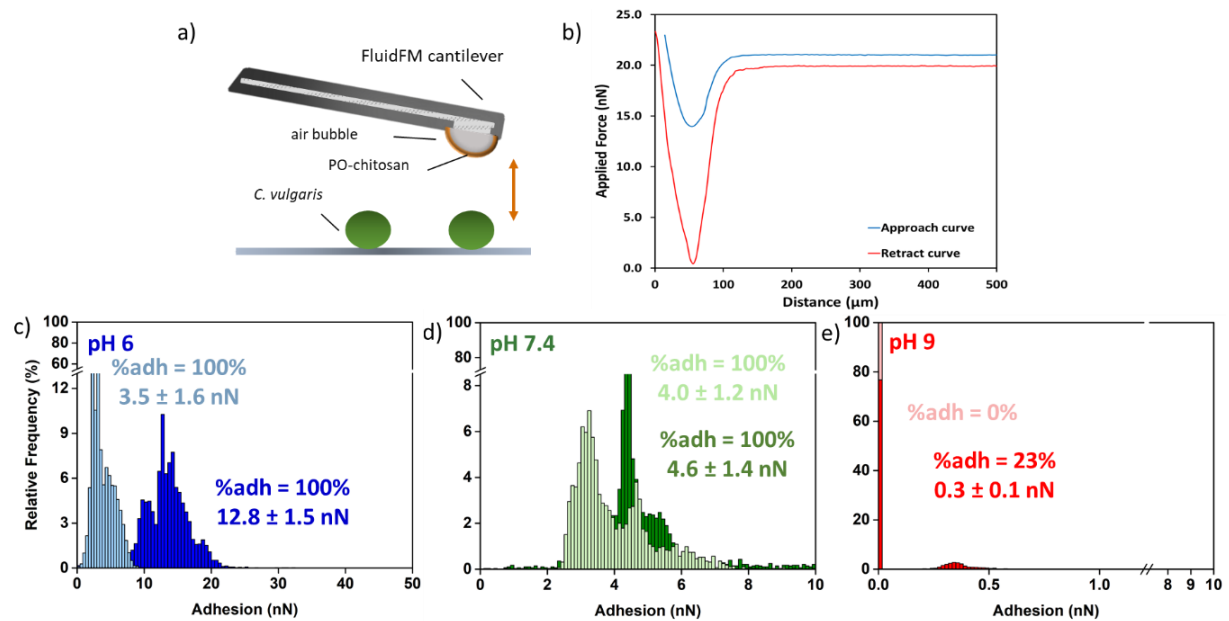 a)
FluidFM cantilever
air bubble
PO-chitosan
C. vulgaris
b)
Applied Force (nN)
25.0
20.0
15.0
10.0
5.0
0.0
Approach curve
Retract curve
0
100
200
300
400
500
Distance (µm)
c)
pH 6
Relative Frequency (%)
100
80
60
12
9
6
3
0
%adh = 100%
3.5 ± 1.6 nN
%adh = 100%
12.8 ± 1.5 nN
0
10
20
30
40
50
Adhesion (nN)
d)
pH 7.4
100
80
60
40
20
8
6
4
2
0
%adh = 100%
4.0 ± 1.2 nN
%adh = 100%
4.6 ± 1.4 nN
0
2
4
6
8
10
Adhesion (nN)
e)
pH 9
100
80
60
40
20
0
%adh = 0%
%adh = 23%
0.3 ± 0.1 nN
0.0
0.5
1.0
8
9
10
Adhesion (nN)